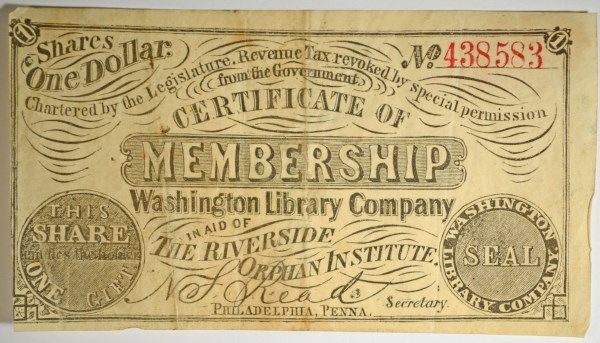 1
1
Shares
One Dollar.
No. 438583
Chartered by the Legislature. Revenue Tax revoked by special permission
from the Government.
CERTIFICATE OF
MEMBERSHIP
Washington Library Company
IN AID OF
THE RIVERSIDE
ORPHAN INSTITUTE,
THIS
SHARE
ONE GIFT.
WASHINGTON
SEAL
LIBRARY COMPANY.
N S Read
Secretary.
PHILADELPHIA, PENNA.